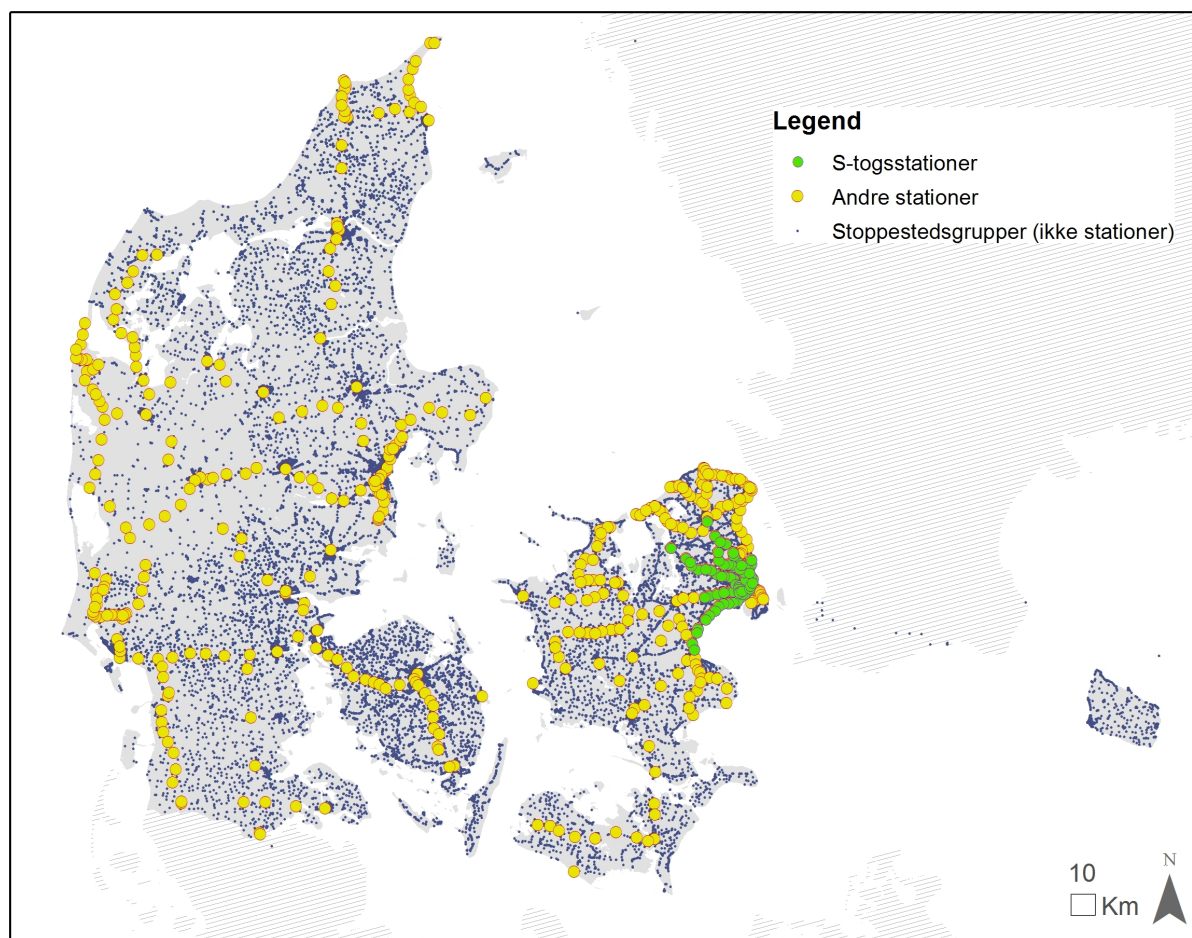 Legend
S-togsstationer
Andre stationer
Stoppestedsgrupper (ikke stationer)
10
Km
N